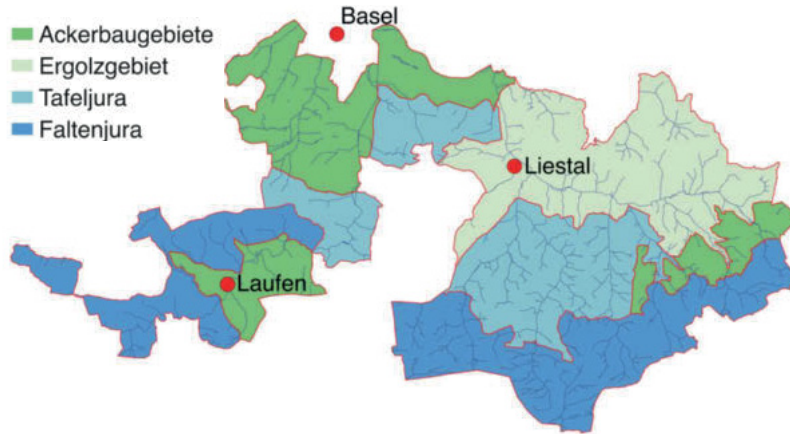 Basel
Ackerbaugebiete
Ergolzgebiet
Tafeljura
Faltenjura
Liestal
Laufen